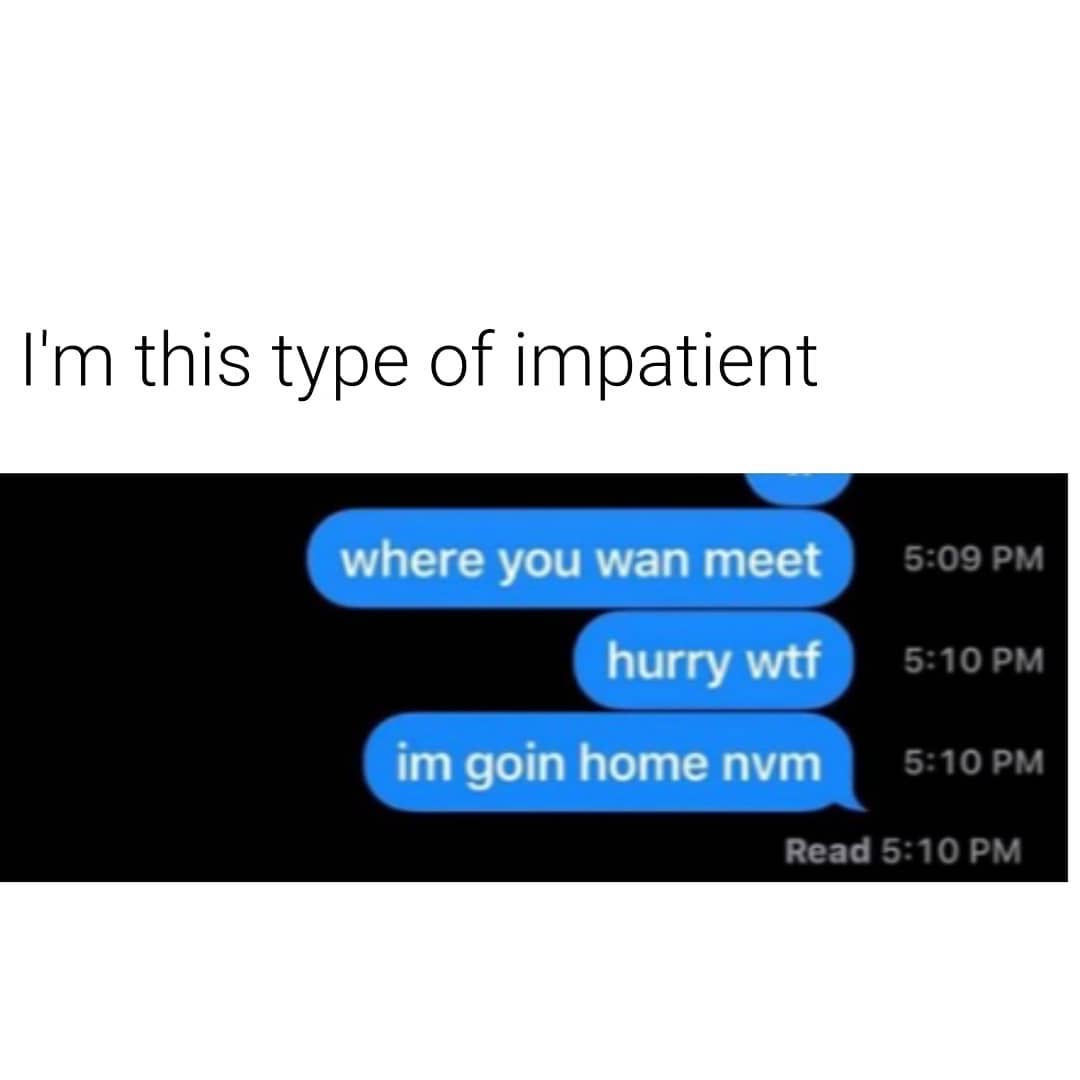 I'm this type of impatient
where you wan meet 5:09 PM
hurry wtf 5:10 PM
im goin home nvm 5:10 PM
Read 5:10 PM